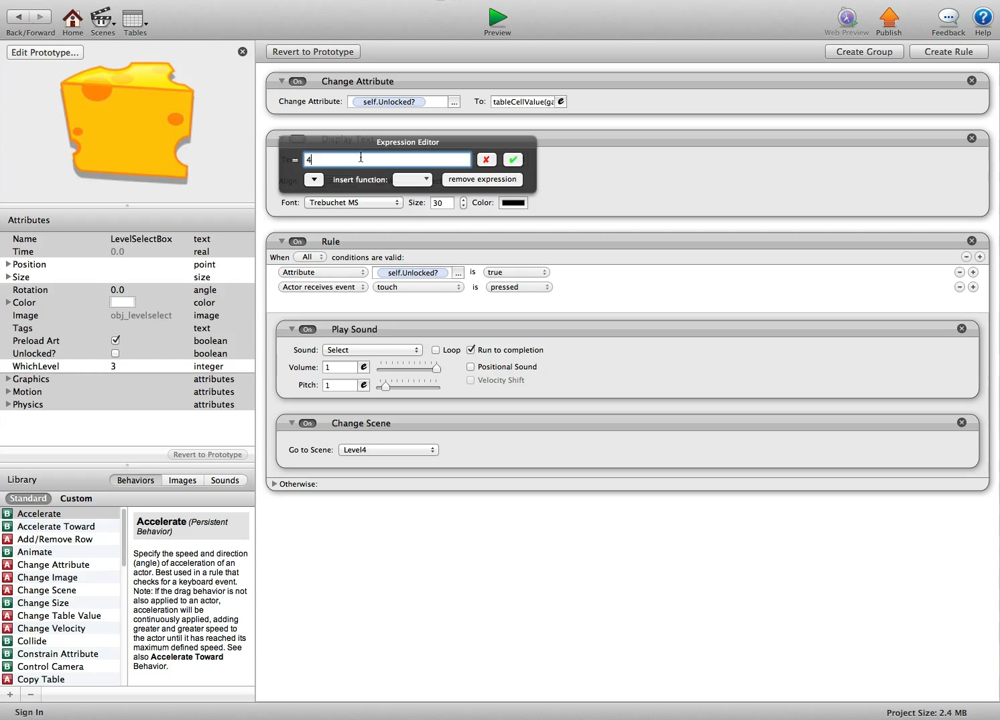 Back/Forward Home Scenes Tables Preview Web Preview Publish Feedback Help
Edit Prototype...
Revert to Prototype Create Group Create Rule
On Change Attribute
Change Attribute: self.Unlocked? ... To: tableCellValue(ga
Expression Editor
= 4
insert function: remove expression
Font: Trebuchet MS Size: 30 Color:
On Rule
When All conditions are valid:
Attribute self.Unlocked? ... is true
Actor receives event touch is pressed
On Play Sound
Sound: Select Loop Run to completion
Volume: 1 Positional Sound
Velocity Shift
Pitch: 1
On Change Scene
Go to Scene: Level4
Otherwise:
Attributes
Name LevelSelectBox text
Time 0.0 real
Position point
Size size
Rotation 0.0 angle
Color color
Image obj_levelselect image
Tags text
Preload Art boolean
Unlocked? boolean
WhichLevel 3 integer
Graphics attributes
Motion attributes
Physics attributes
Revert to Prototype
Library Behaviors Images Sounds
Standard Custom
B Accelerate
B Accelerate Toward
A Add/Remove Row
B Animate
A Change Attribute
A Change Image
A Change Scene
B Change Size
A Change Table Value
A Change Velocity
B Collide
B Constrain Attribute
B Control Camera
A Copy Table
Accelerate (Persistent
Behavior)
Specify the speed and direction
(angle) of acceleration of an
actor. Best used in a rule that
checks for a keyboard event.
Note: If the drag behavior is not
also applied to an actor,
acceleration will be
continuously applied, adding
greater and greater speed to
the actor until it has reached its
maximum defined speed. See
also Accelerate Toward
Behavior.
+ −
Sign In
Project Size: 2.4 MB